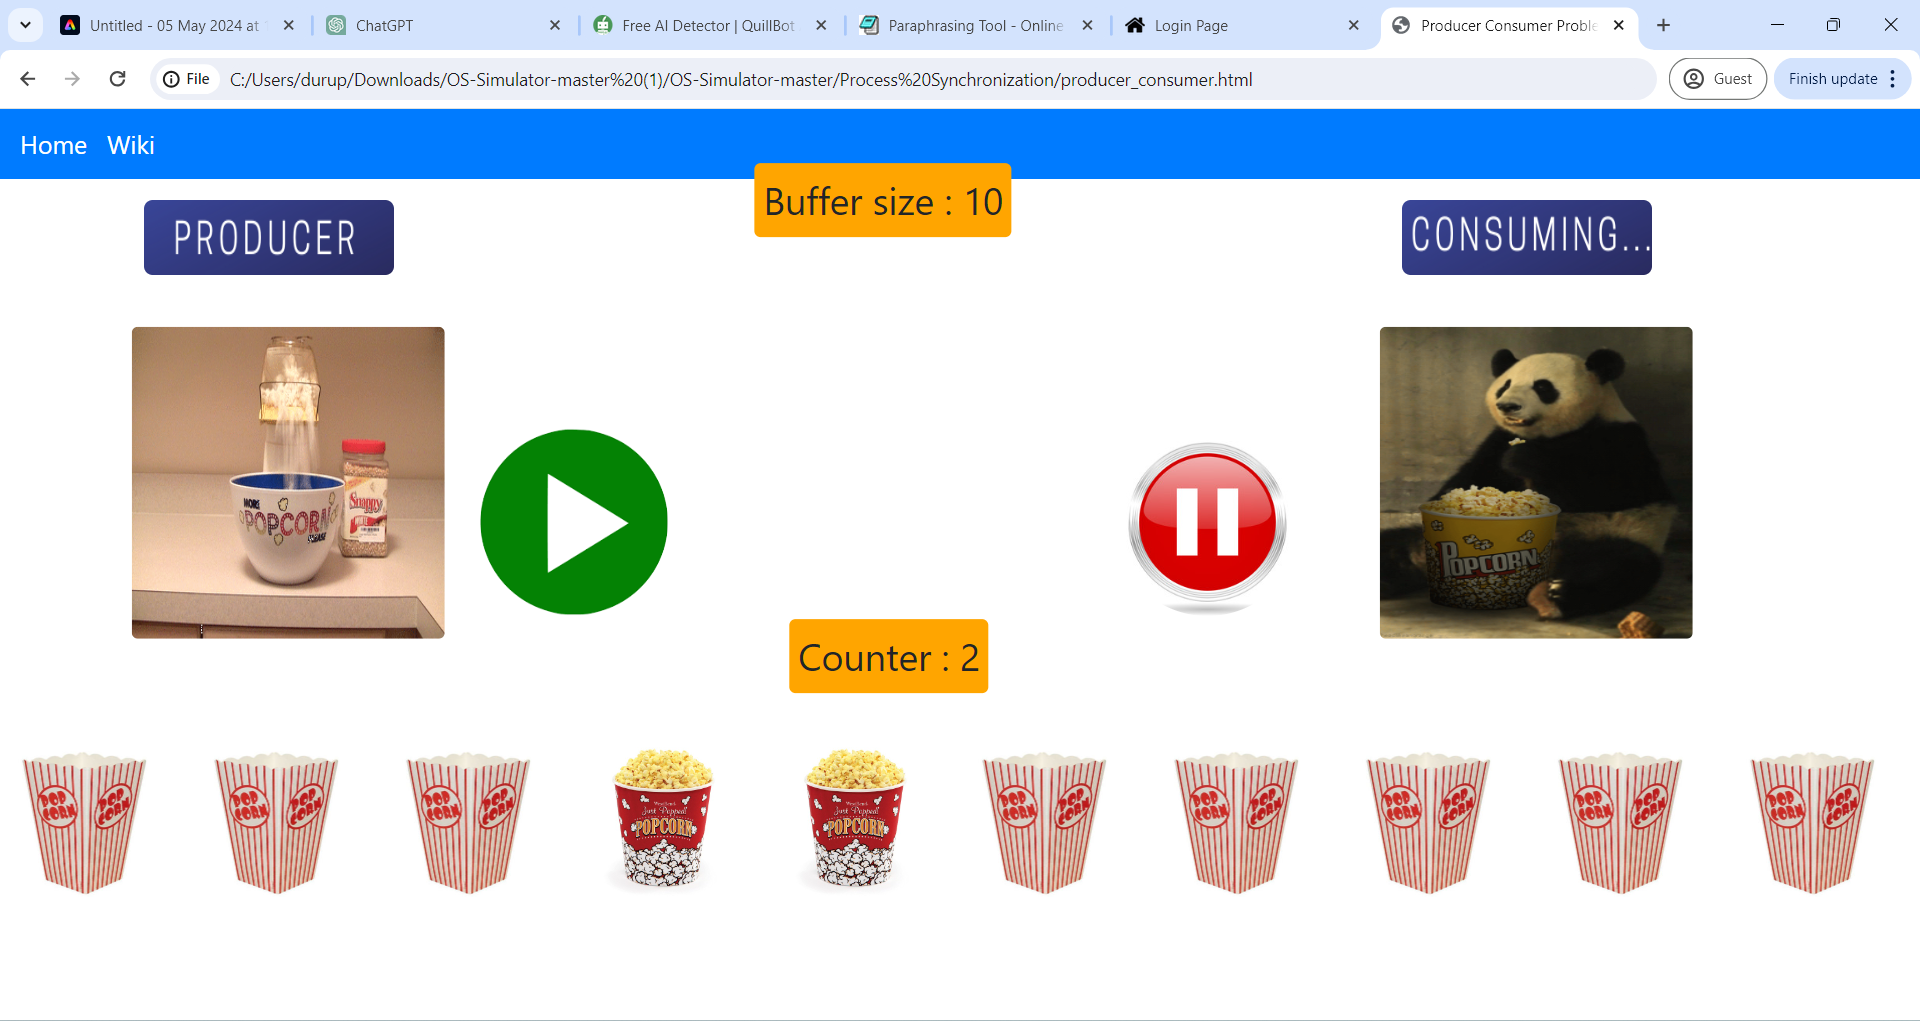 Untitled - 05 May 2024 at
ChatGPT
Free AI Detector | QuillBot
Paraphrasing Tool - Online
Login Page
Producer Consumer Proble
File
C:/Users/durup/Downloads/OS-Simulator-master%20(1)/OS-Simulator-master/Process%20Synchronization/producer_consumer.html
Guest
Finish update
Home Wiki
Buffer size : 10
PRODUCER
CONSUMING...
MORE
POPCORN
PLEASE
Snappy
POPCORN
Counter : 2
POP
CORN
POP
CORN
POP
CORN
POP
CORN
POP
CORN
POP
CORN
Just Popped!
POPCORN
Just Popped!
POPCORN
POP
CORN
POP
CORN
POP
CORN
POP
CORN
POP
CORN
POP
CORN
POP
CORN
POP
CORN
POP
CORN
POP
CORN